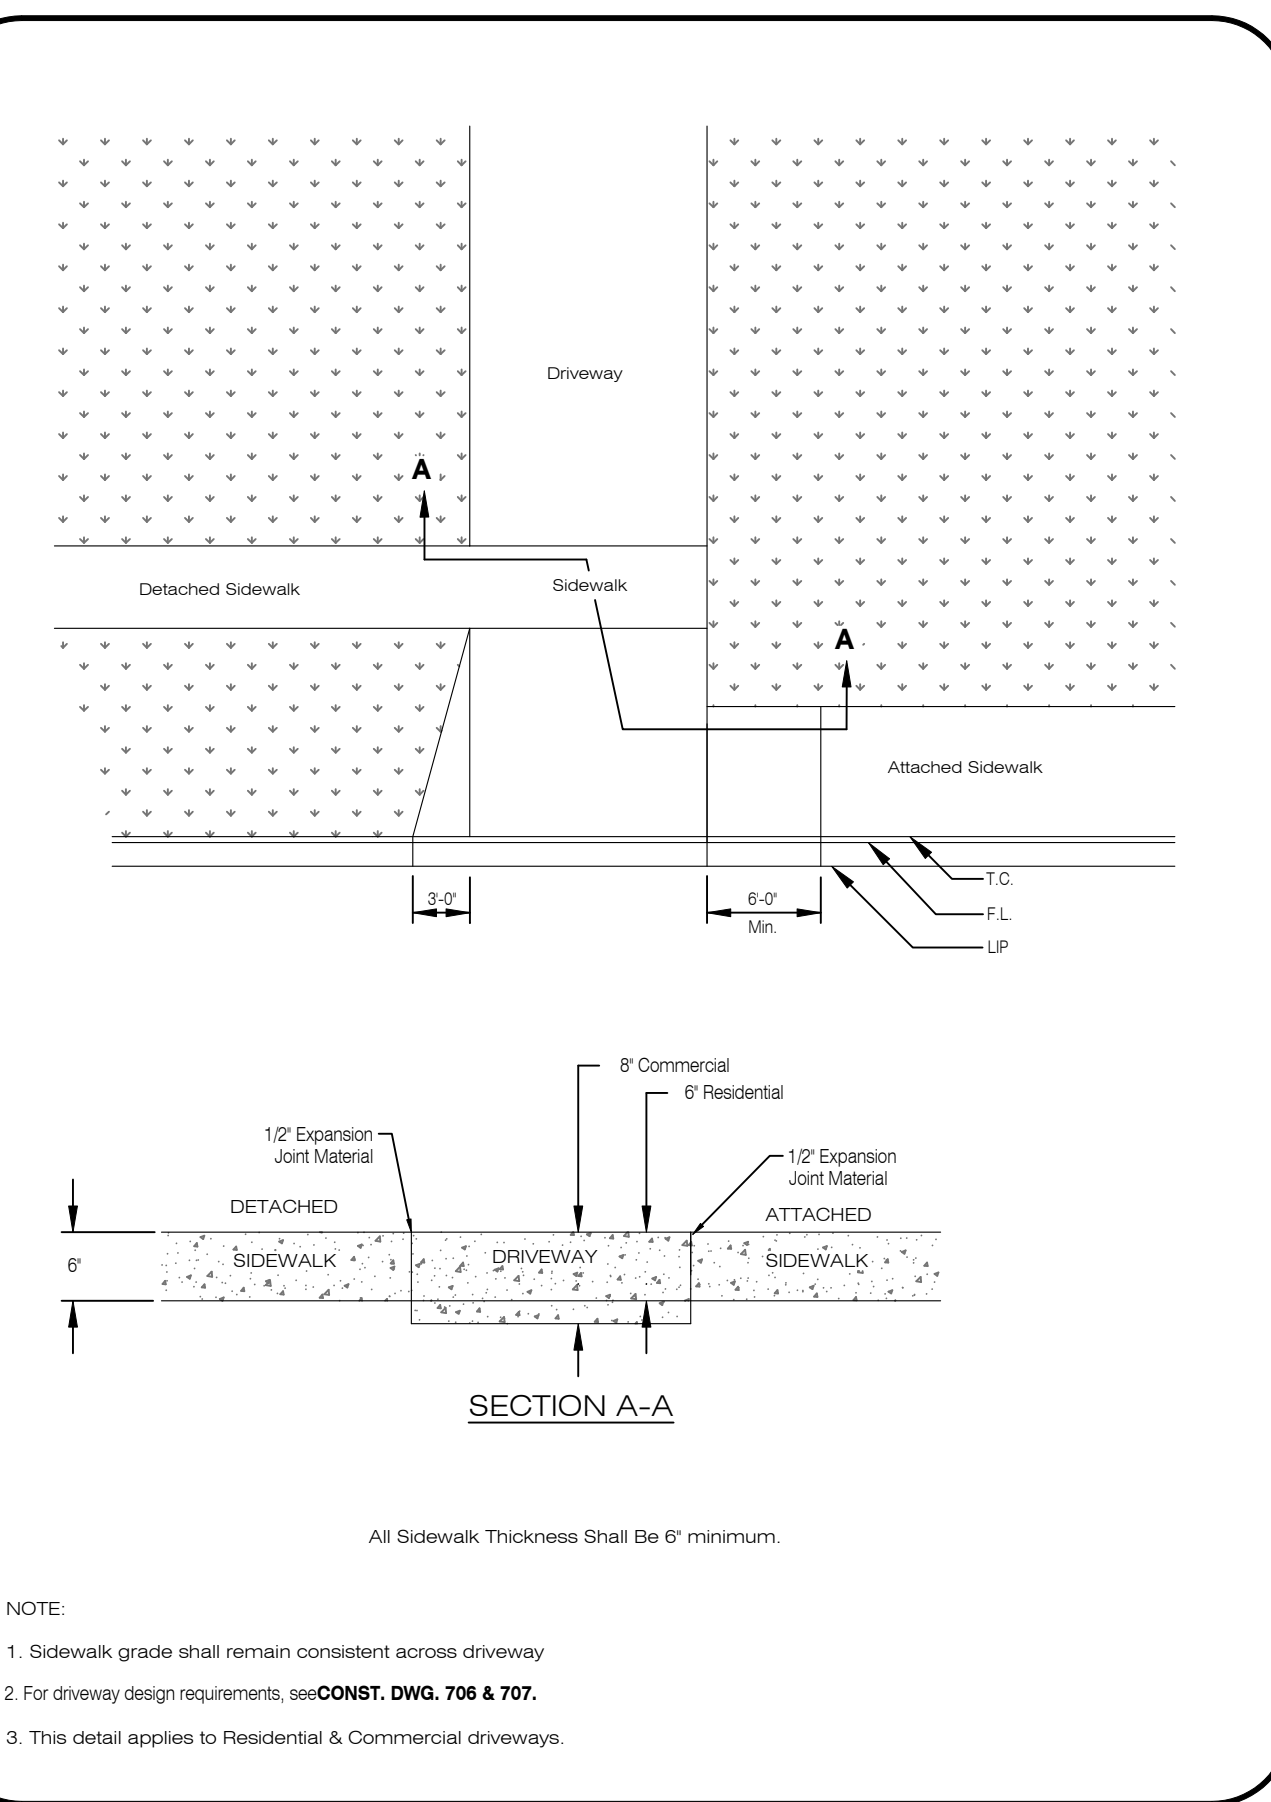 Driveway
A
Detached Sidewalk
Sidewalk
A
Attached Sidewalk
T.C.
3'-0"
6'-0"
Min.
F.L.
LIP
8" Commercial
6" Residential
1/2" Expansion
Joint Material
1/2" Expansion
Joint Material
DETACHED
ATTACHED
6"
SIDEWALK
DRIVEWAY
SIDEWALK
SECTION A-A
All Sidewalk Thickness Shall Be 6" minimum.
NOTE:
1. Sidewalk grade shall remain consistent across driveway
2. For driveway design requirements, see CONST. DWG. 706 & 707.
3. This detail applies to Residential & Commercial driveways.